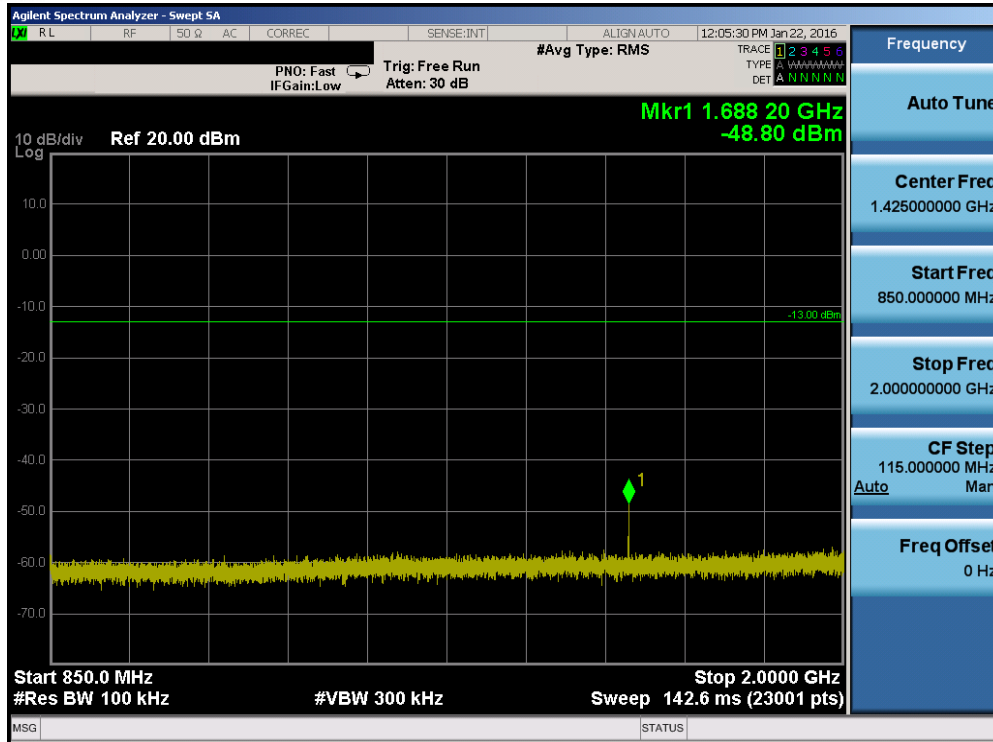 Agilent Spectrum Analyzer - Swept SA
LXI RL RF 50 Ω AC CORREC SENSE:INT ALIGN AUTO 12:05:30 PM Jan 22, 2016
#Avg Type: RMS TRACE 1 2 3 4 5 6
PNO: Fast Trig: Free Run TYPE A WWWWW
IFGain:Low Atten: 30 dB DET A N N N N N
Frequency
Mkr1 1.688 20 GHz
-48.80 dBm
10 dB/div Ref 20.00 dBm
Log
10.0
0.00
-10.0
-13.00 dBm
-20.0
-30.0
-40.0
1
-50.0
-60.0
-70.0
Start 850.0 MHz Stop 2.0000 GHz
#Res BW 100 kHz #VBW 300 kHz Sweep 142.6 ms (23001 pts)
MSG STATUS
Auto Tune
Center Freq
1.425000000 GHz
Start Freq
850.000000 MHz
Stop Freq
2.000000000 GHz
CF Step
115.000000 MHz
Auto Man
Freq Offset
0 Hz